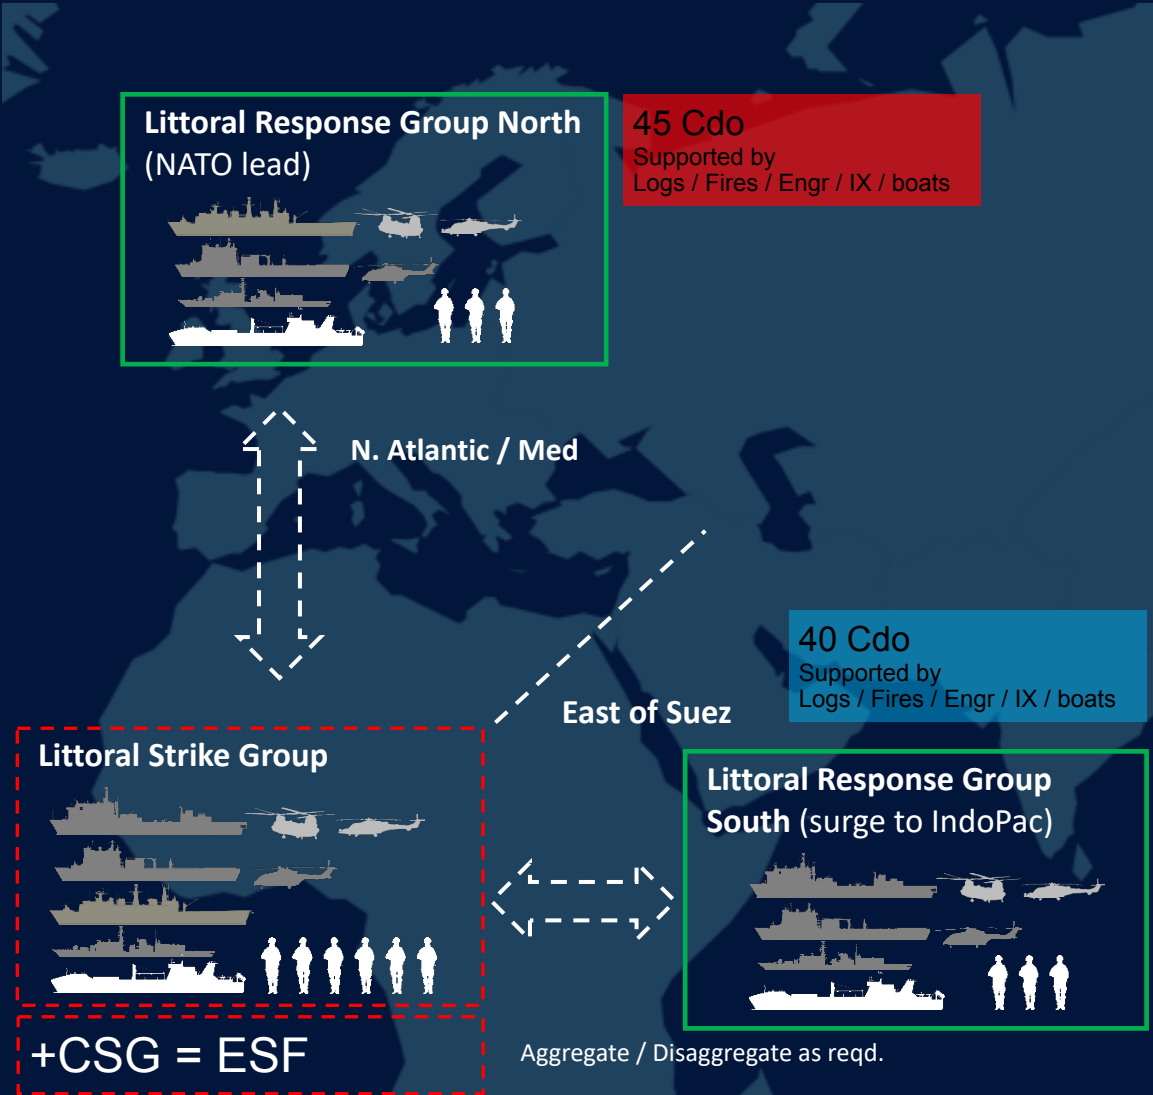 Littoral Response Group North
(NATO lead)
45 Cdo
Supported by
Logs / Fires / Engr / IX / boats
N. Atlantic / Med
40 Cdo
Supported by
Logs / Fires / Engr / IX / boats
East of Suez
Littoral Strike Group
Littoral Response Group
South (surge to IndoPac)
+CSG = ESF
Aggregate / Disaggregate as reqd.